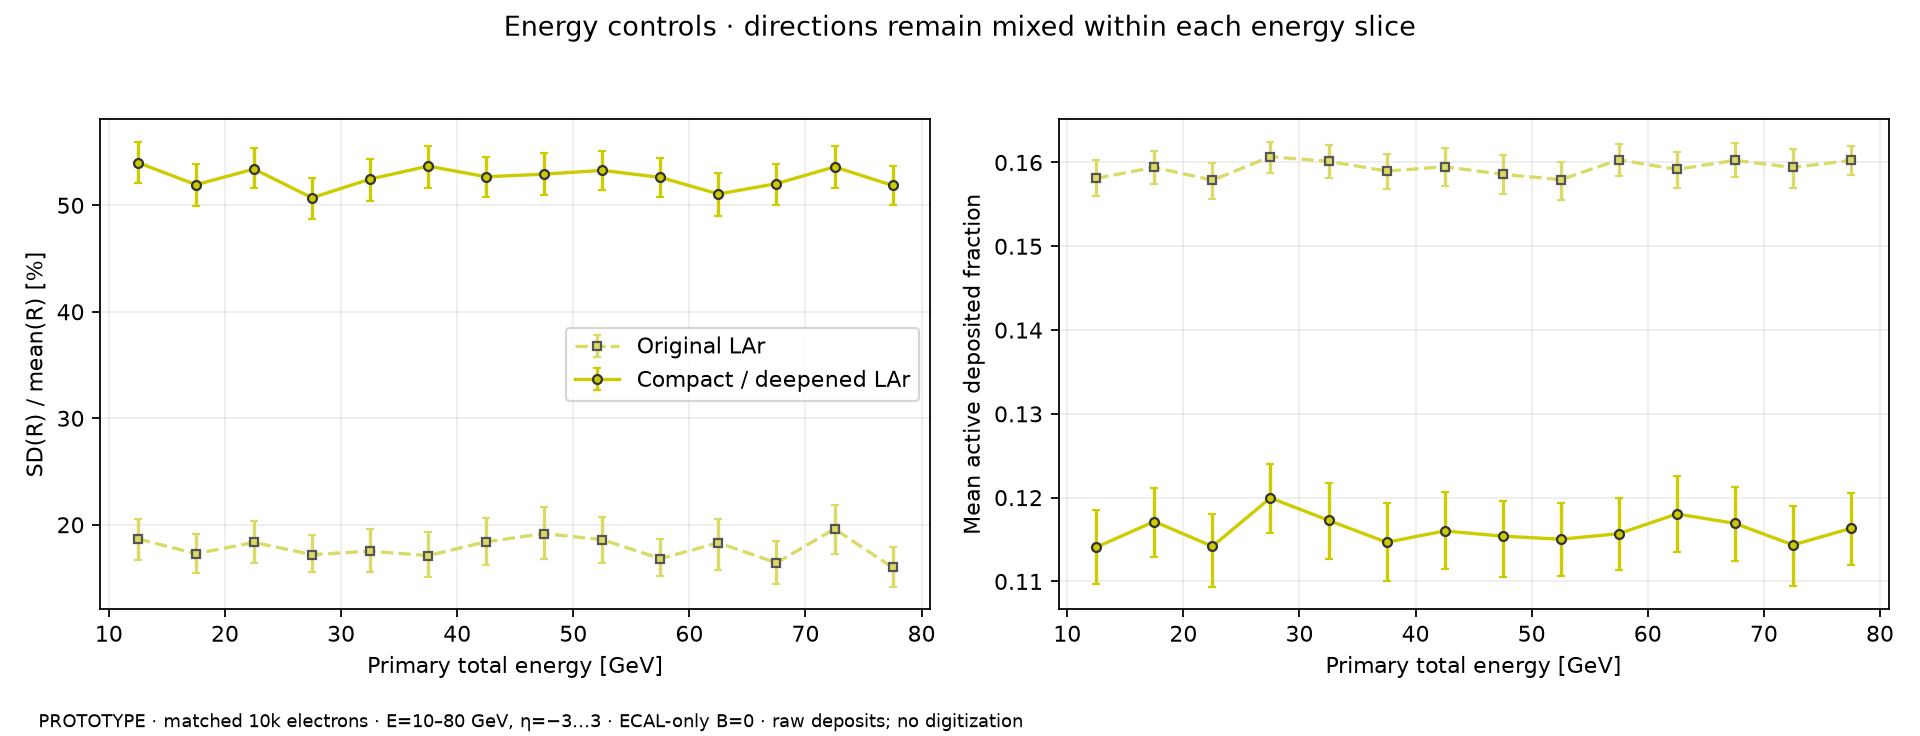 Energy controls · directions remain mixed within each energy slice
SD(R) / mean(R) [%]
50
40
30
20
10 20 30 40 50 60 70 80
Primary total energy [GeV]
Original LAr
Compact / deepened LAr
Mean active deposited fraction
0.16
0.15
0.14
0.13
0.12
0.11
10 20 30 40 50 60 70 80
Primary total energy [GeV]
PROTOTYPE · matched 10k electrons · E=10–80 GeV, η=−3…3 · ECAL-only B=0 · raw deposits; no digitization